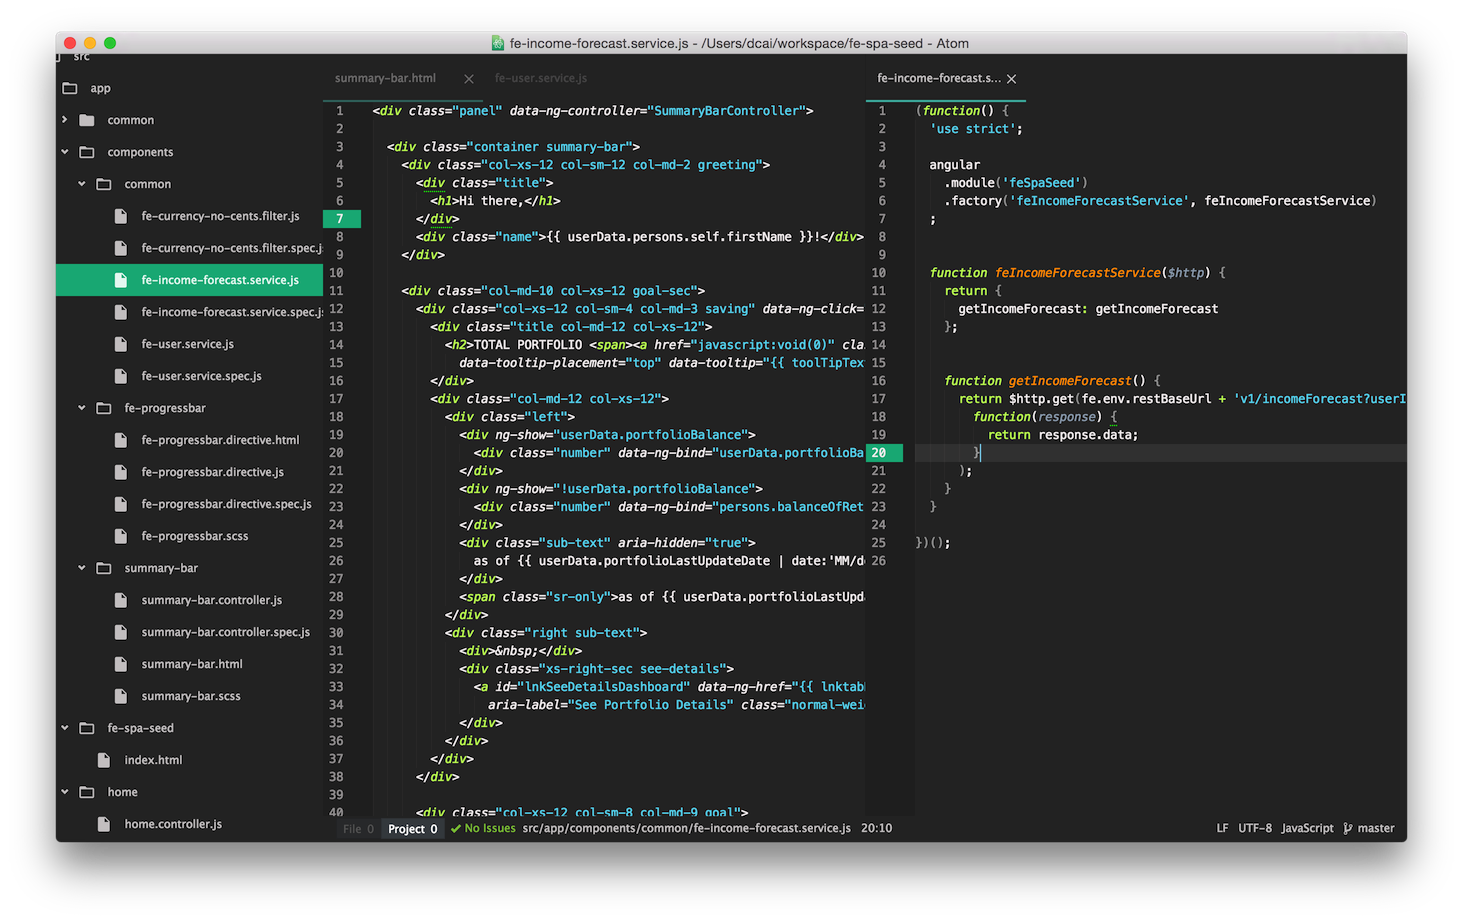 fe-income-forecast.service.js - /Users/dcai/workspace/fe-spa-seed - Atom
src
app
common
components
common
fe-currency-no-cents.filter.js
fe-currency-no-cents.filter.spec.js
fe-income-forecast.service.js
fe-income-forecast.service.spec.js
fe-user.service.js
fe-user.service.spec.js
fe-progressbar
fe-progressbar.directive.html
fe-progressbar.directive.js
fe-progressbar.directive.spec.js
fe-progressbar.scss
summary-bar
summary-bar.controller.js
summary-bar.controller.spec.js
summary-bar.html
summary-bar.scss
fe-spa-seed
index.html
home
home.controller.js
summary-bar.html
fe-user.service.js
1 <div class="panel" data-ng-controller="SummaryBarController">
2
3 <div class="container summary-bar">
4 <div class="col-xs-12 col-sm-12 col-md-2 greeting">
5 <div class="title">
6 <h1>Hi there,</h1>
7 </div>
8 <div class="name">{{ userData.persons.self.firstName }}!</div>
9 </div>
10
11 <div class="col-md-10 col-xs-12 goal-sec">
12 <div class="col-xs-12 col-sm-4 col-md-3 saving" data-ng-click=
13 <div class="title col-md-12 col-xs-12">
14 <h2>TOTAL PORTFOLIO <span><a href="javascript:void(0)" cla
15 data-tooltip-placement="top" data-tooltip="{{ toolTipTex
16 </div>
17 <div class="col-md-12 col-xs-12">
18 <div class="left">
19 <div ng-show="userData.portfolioBalance">
20 <div class="number" data-ng-bind="userData.portfolioBa
21 </div>
22 <div ng-show="!userData.portfolioBalance">
23 <div class="number" data-ng-bind="persons.balanceOfRet
24 </div>
25 <div class="sub-text" aria-hidden="true">
26 as of {{ userData.portfolioLastUpdateDate | date:'MM/d
27 </div>
28 <span class="sr-only">as of {{ userData.portfolioLastUpd
29 </div>
30 <div class="right sub-text">
31 <div>&nbsp;</div>
32 <div class="xs-right-sec see-details">
33 <a id="lnkSeeDetailsDashboard" data-ng-href="{{ lnktab
34 aria-label="See Portfolio Details" class="normal-wei
35 </div>
36 </div>
37 </div>
38 </div>
39
40 <div class="col-xs-12 col-sm-8 col-md-9 goal">
fe-income-forecast.s...
1 (function() {
2 'use strict';
3
4 angular
5 .module('feSpaSeed')
6 .factory('feIncomeForecastService', feIncomeForecastService)
7 ;
8
9
10 function feIncomeForecastService($http) {
11 return {
12 getIncomeForecast: getIncomeForecast
13 };
14
15
16 function getIncomeForecast() {
17 return $http.get(fe.env.restBaseUrl + 'v1/incomeForecast?userI
18 function(response) {
19 return response.data;
20 }
21 );
22 }
23 }
24
25 })();
26
File 0 Project 0 No Issues src/app/components/common/fe-income-forecast.service.js 20:10 LF UTF-8 JavaScript master